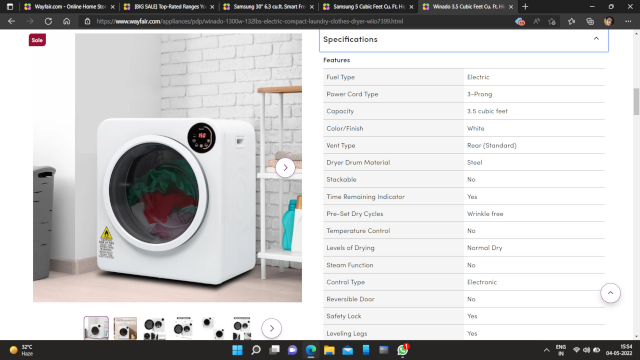 Wayfair.com - Online Home Stor
[BIG SALE] Top-Rated Ranges Yo
Samsung 30" 6.3 cu.ft. Smart Fre
Samsung 5 Cubic Feet Cu. Ft. Hi
Winado 3.5 Cubic Feet Cu. Ft. Hi
https://www.wayfair.com/appliances/pdp/winado-1300w-132lbs-electric-compact-laundry-clothes-dryer-wiio7399.html
Sale
Specifications
Features
Fuel Type Electric
Power Cord Type 3-Prong
Capacity 3.5 cubic feet
Color/Finish White
Vent Type Rear (Standard)
Dryer Drum Material Steel
Stackable No
Time Remaining Indicator Yes
Pre-Set Dry Cycles Wrinkle free
Temperature Control No
Levels of Drying Normal Dry
Steam Function No
Control Type Electronic
Reversible Door No
Safety Lock Yes
Leveling Legs Yes
32°C
Haze
ENG
IN
15:54
04-05-2022